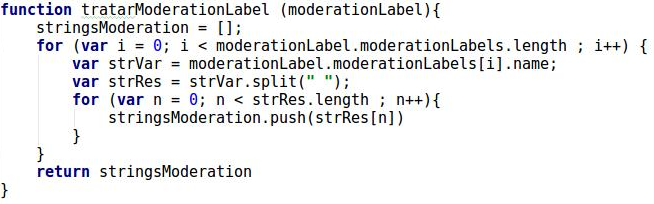 function tratarModerationLabel (moderationLabel){
    stringsModeration = [];
    for (var i = 0; i < moderationLabel.moderationLabels.length ; i++) {
        var strVar = moderationLabel.moderationLabels[i].name;
        var strRes = strVar.split(" ");
        for (var n = 0; n < strRes.length ; n++){
            stringsModeration.push(strRes[n])
        }
    }
    return stringsModeration
}